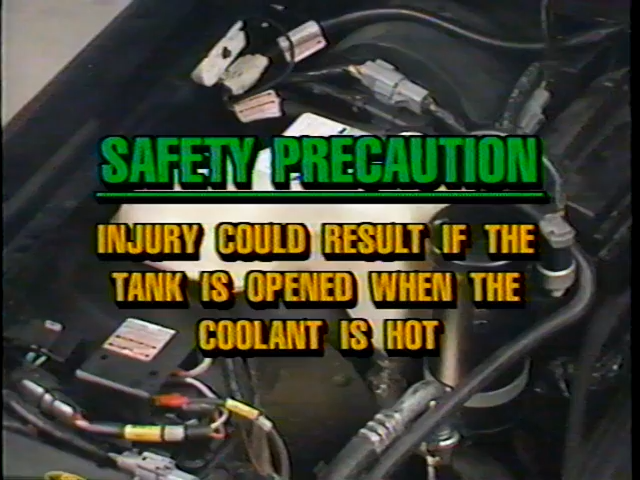 SAFETY PRECAUTION
INJURY COULD RESULT IF THE
TANK IS OPENED WHEN THE
COOLANT IS HOT